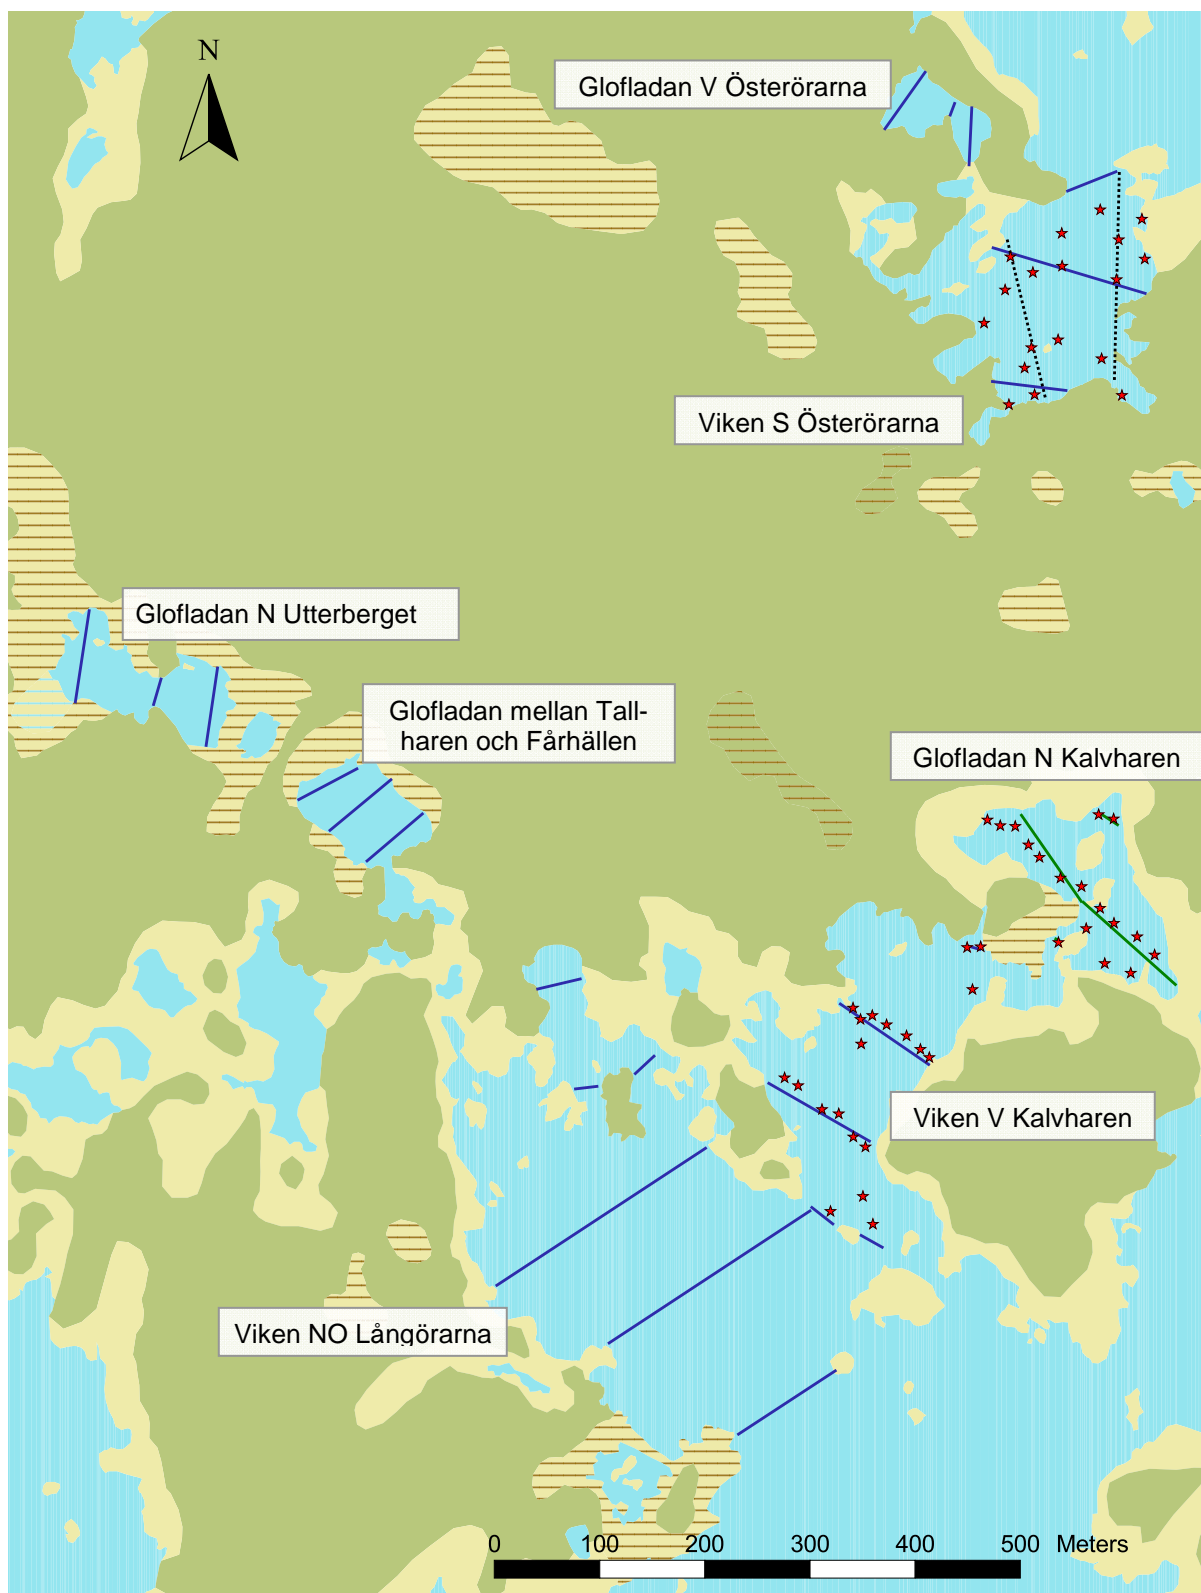 N
Glofladan V Österörarna
Viken S Österörarna
Glofladan N Utterberget
Glofladan mellan Tall-
haren och Fårhällen
Glofladan N Kalvharen
Viken V Kalvharen
Viken NO Långörarna
0 100 200 300 400 500 Meters